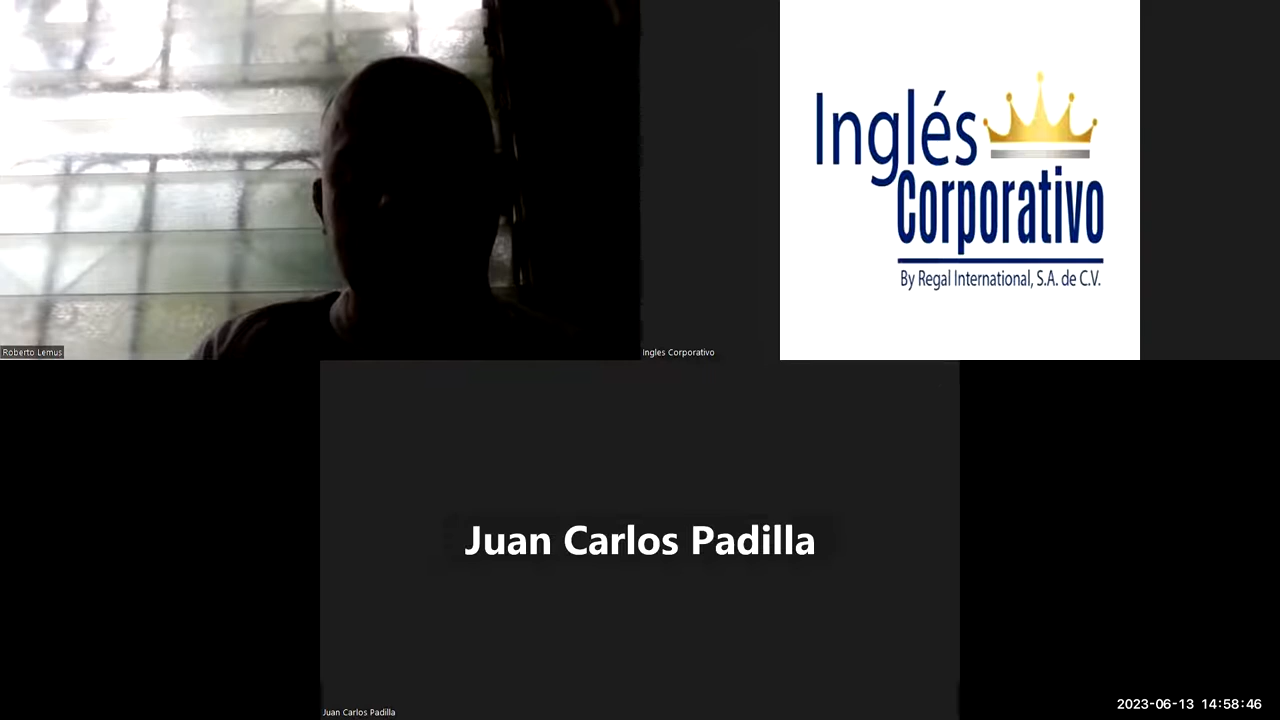 Inglés
Corporativo
By Regal International, S.A. de C.V.
Roberto Lemus
Ingles Corporativo
Juan Carlos Padilla
Juan Carlos Padilla
2023-06-13 14:58:46